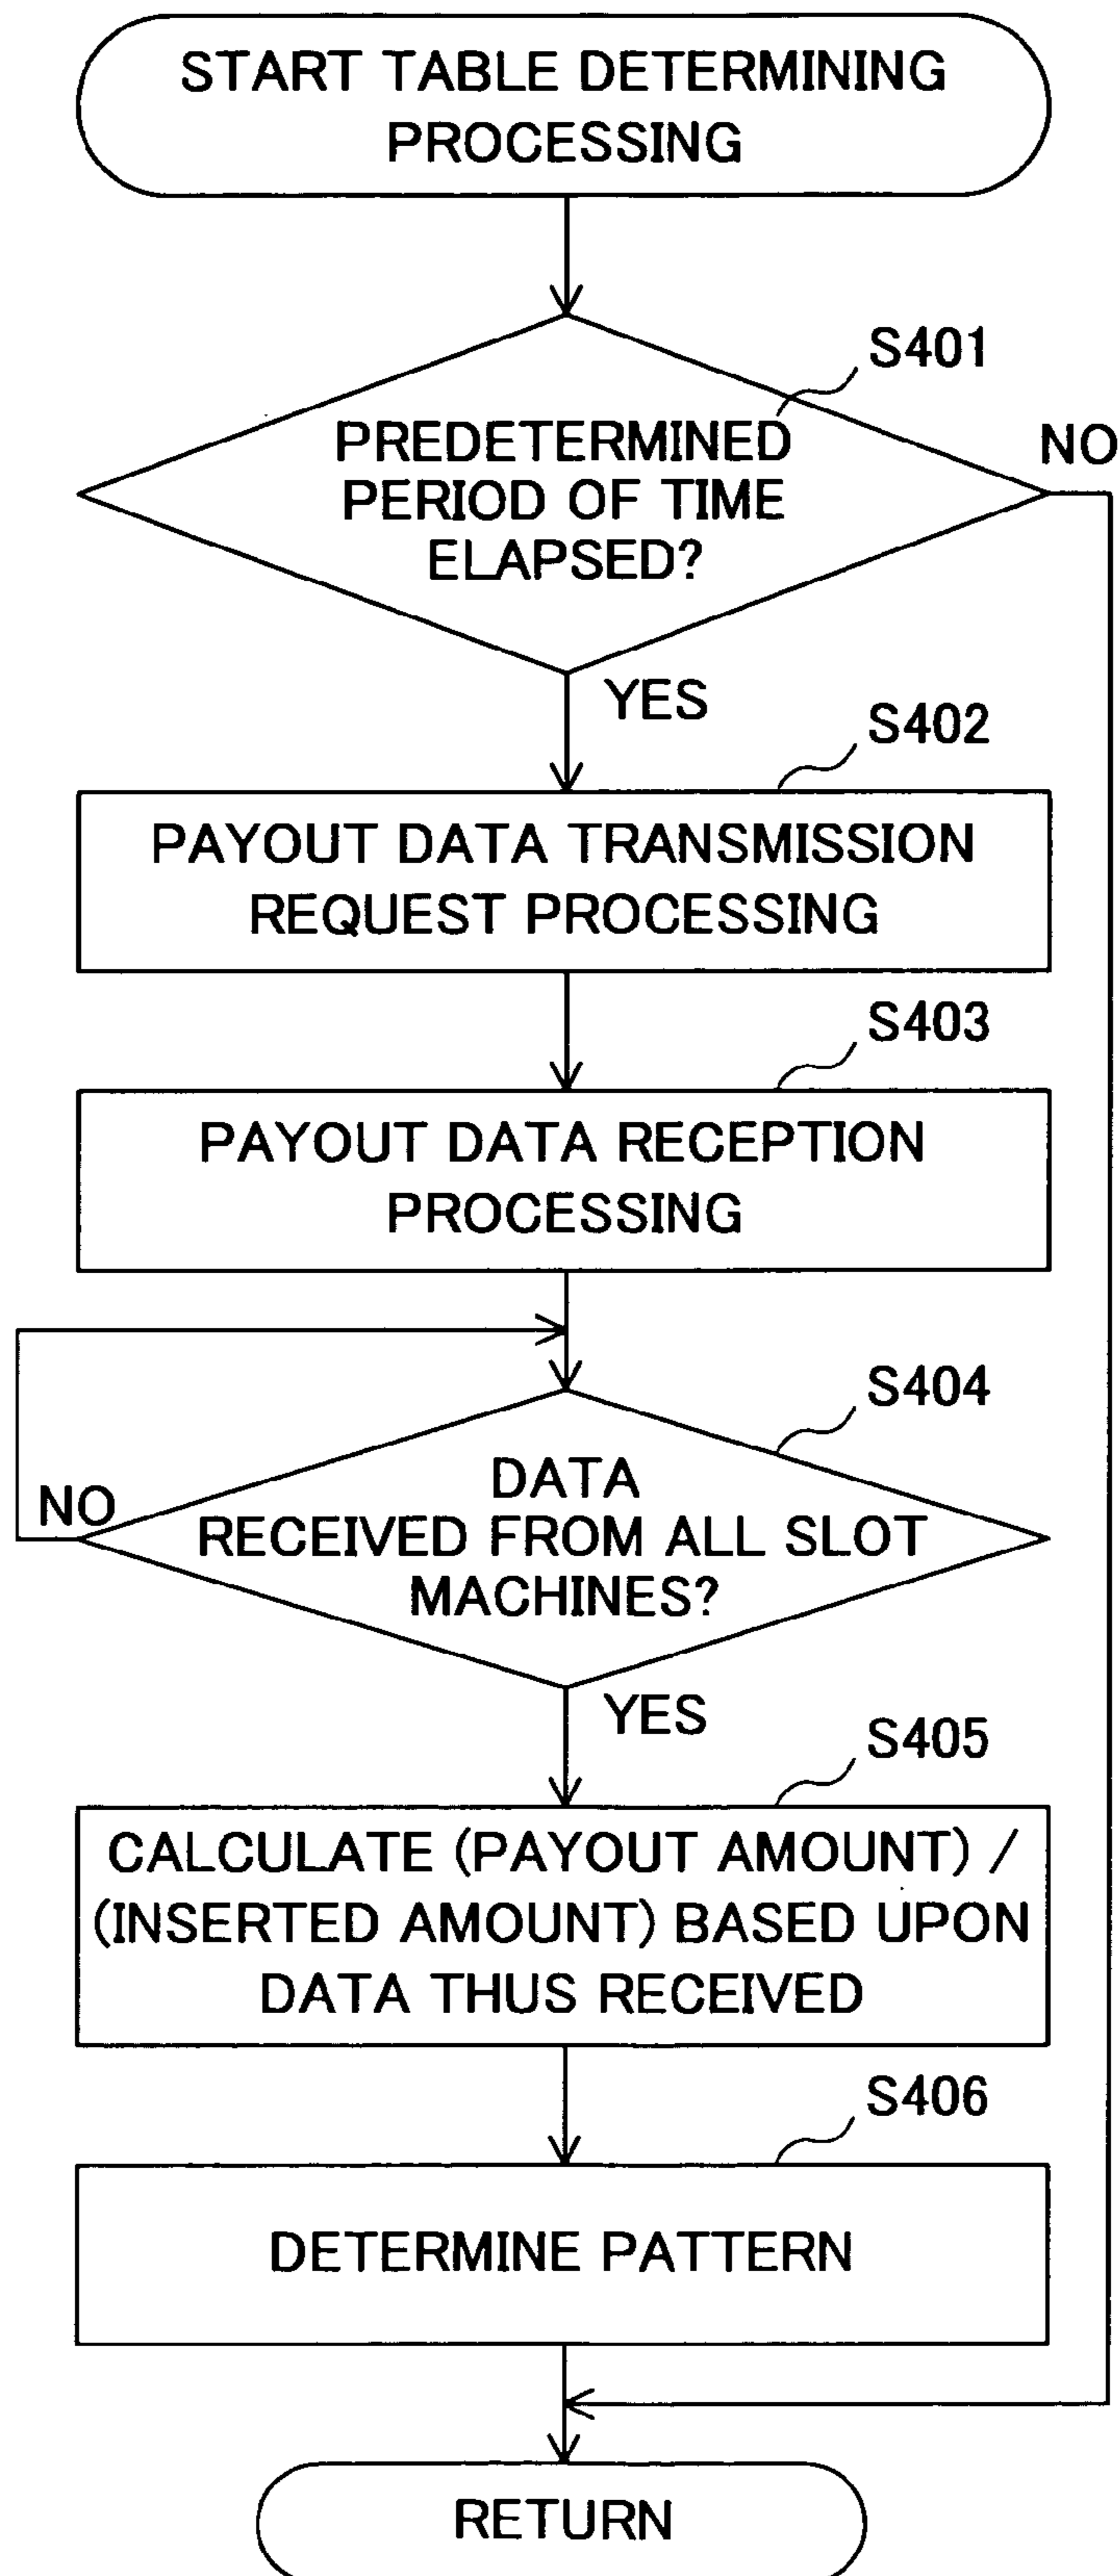 START TABLE DETERMINING
PROCESSING
S401
PREDETERMINED
PERIOD OF TIME
ELAPSED?
NO
YES
S402
PAYOUT DATA TRANSMISSION
REQUEST PROCESSING
S403
PAYOUT DATA RECEPTION
PROCESSING
S404
DATA
RECEIVED FROM ALL SLOT
MACHINES?
NO
YES
S405
CALCULATE (PAYOUT AMOUNT) /
(INSERTED AMOUNT) BASED UPON
DATA THUS RECEIVED
S406
DETERMINE PATTERN
RETURN